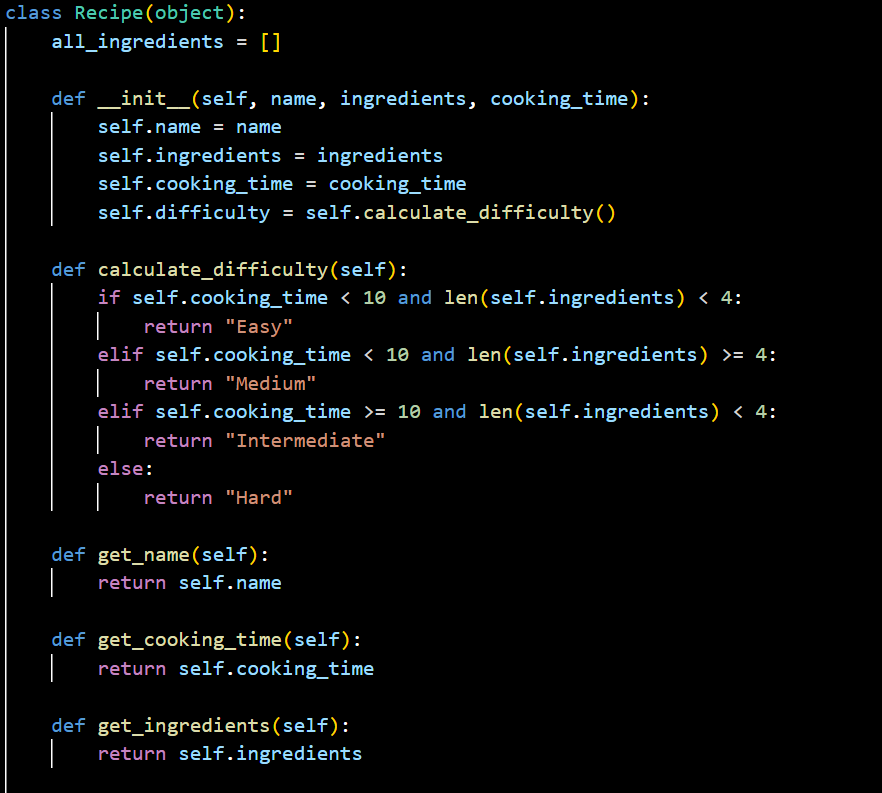 class Recipe(object):
    all_ingredients = []

    def __init__(self, name, ingredients, cooking_time):
        self.name = name
        self.ingredients = ingredients
        self.cooking_time = cooking_time
        self.difficulty = self.calculate_difficulty()

    def calculate_difficulty(self):
        if self.cooking_time < 10 and len(self.ingredients) < 4:
            return "Easy"
        elif self.cooking_time < 10 and len(self.ingredients) >= 4:
            return "Medium"
        elif self.cooking_time >= 10 and len(self.ingredients) < 4:
            return "Intermediate"
        else:
            return "Hard"

    def get_name(self):
        return self.name

    def get_cooking_time(self):
        return self.cooking_time

    def get_ingredients(self):
        return self.ingredients